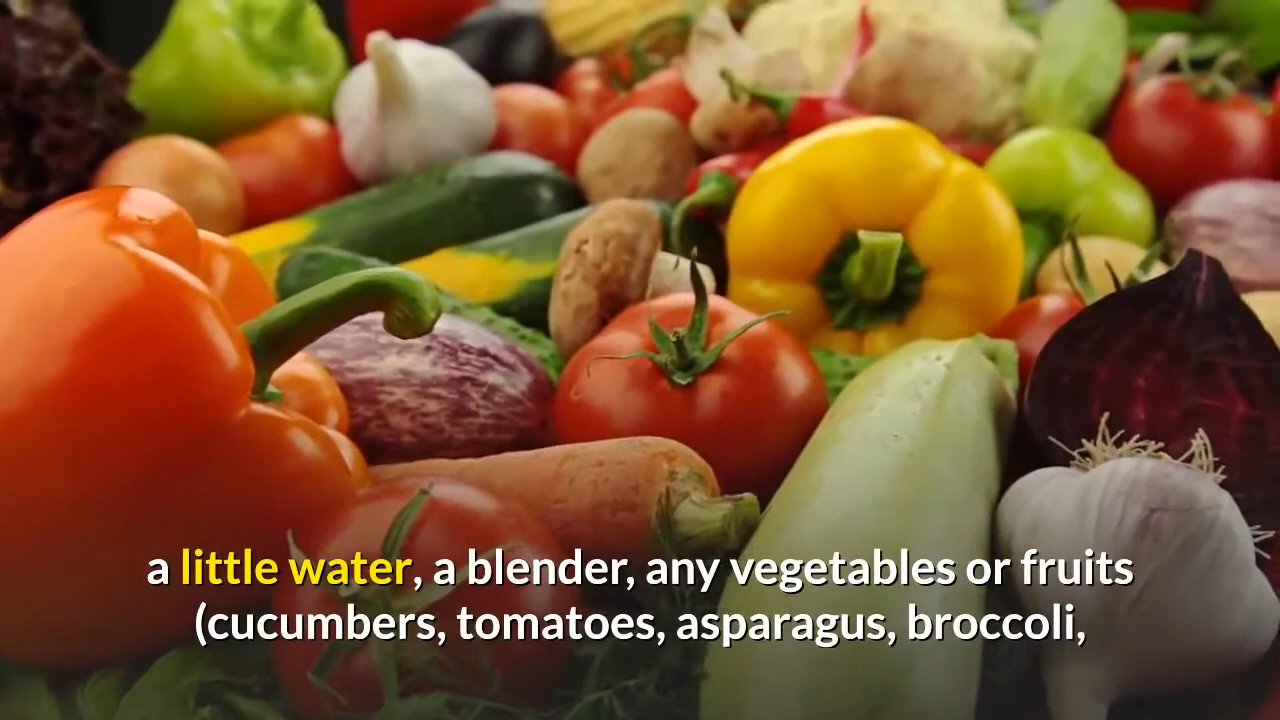 a little water, a blender, any vegetables or fruits
(cucumbers, tomatoes, asparagus, broccoli,